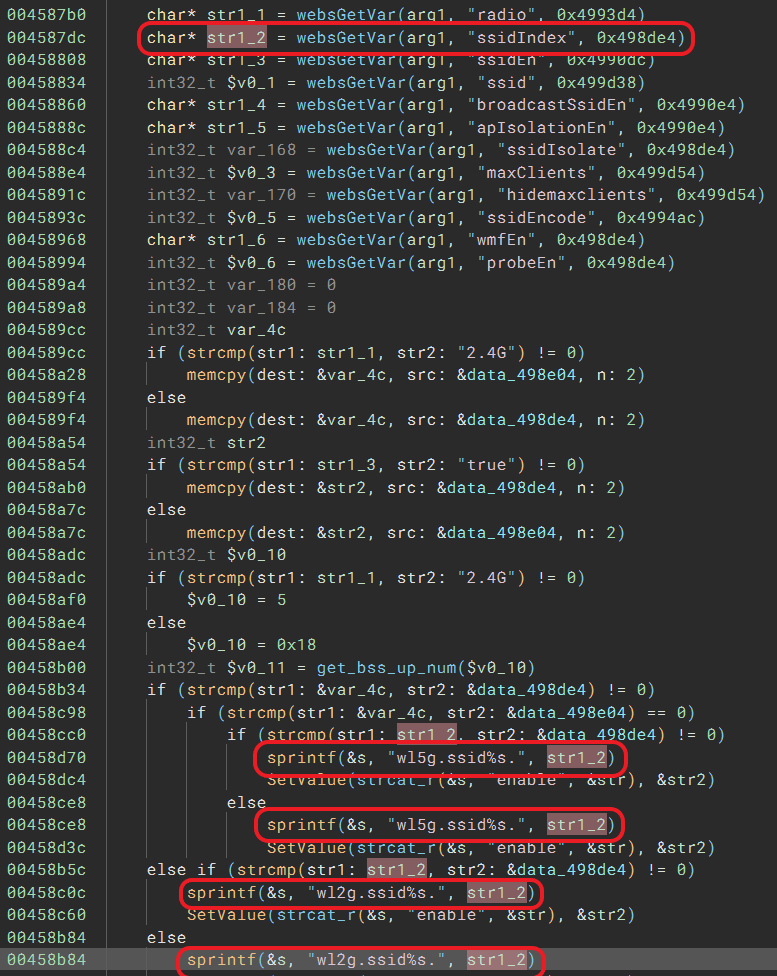 004587b0 char* str1_1 = websGetVar(arg1, "radio", 0x4993d4)
004587dc char* str1_2 = websGetVar(arg1, "ssidIndex", 0x498de4)
00458808 char* str1_3 = websGetVar(arg1, "ssidEn", 0x4990dc)
00458834 int32_t $v0_1 = websGetVar(arg1, "ssid", 0x499d38)
00458860 char* str1_4 = websGetVar(arg1, "broadcastSsidEn", 0x4990e4)
0045888c char* str1_5 = websGetVar(arg1, "apIsolationEn", 0x4990e4)
004588c4 int32_t var_168 = websGetVar(arg1, "ssidIsolate", 0x498de4)
004588e4 int32_t $v0_3 = websGetVar(arg1, "maxClients", 0x499d54)
0045891c int32_t var_170 = websGetVar(arg1, "hidemaxclients", 0x499d54)
0045893c int32_t $v0_5 = websGetVar(arg1, "ssidEncode", 0x4994ac)
00458968 char* str1_6 = websGetVar(arg1, "wmfEn", 0x498de4)
00458994 int32_t $v0_6 = websGetVar(arg1, "probeEn", 0x498de4)
004589a4 int32_t var_180 = 0
004589a8 int32_t var_184 = 0
004589cc int32_t var_4c
004589cc if (strcmp(str1: str1_1, str2: "2.4G") != 0)
00458a28 memcpy(dest: &var_4c, src: &data_498e04, n: 2)
004589f4 else
004589f4 memcpy(dest: &var_4c, src: &data_498de4, n: 2)
00458a54 int32_t str2
00458a54 if (strcmp(str1: str1_3, str2: "true") != 0)
00458ab0 memcpy(dest: &str2, src: &data_498de4, n: 2)
00458a7c else
00458a7c memcpy(dest: &str2, src: &data_498e04, n: 2)
00458adc int32_t $v0_10
00458adc if (strcmp(str1: str1_1, str2: "2.4G") != 0)
00458af0 $v0_10 = 5
00458ae4 else
00458ae4 $v0_10 = 0x18
00458b00 int32_t $v0_11 = get_bss_up_num($v0_10)
00458b34 if (strcmp(str1: &var_4c, str2: &data_498de4) != 0)
00458c98 if (strcmp(str1: &var_4c, str2: &data_498e04) == 0)
00458cc0 if (strcmp(str1: str1_2, str2: &data_498de4) != 0)
00458d70 sprintf(&s, "wl5g.ssid%s.", str1_2)
00458dc4 SetValue(strcat_r(&s, "enable", &str), &str2)
00458ce8 else
00458ce8 sprintf(&s, "wl5g.ssid%s.", str1_2)
00458d3c SetValue(strcat_r(&s, "enable", &str), &str2)
00458b5c else if (strcmp(str1: str1_2, str2: &data_498de4) != 0)
00458c0c sprintf(&s, "wl2g.ssid%s.", str1_2)
00458c60 SetValue(strcat_r(&s, "enable", &str), &str2)
00458b84 else
00458b84 sprintf(&s, "wl2g.ssid%s.", str1_2)